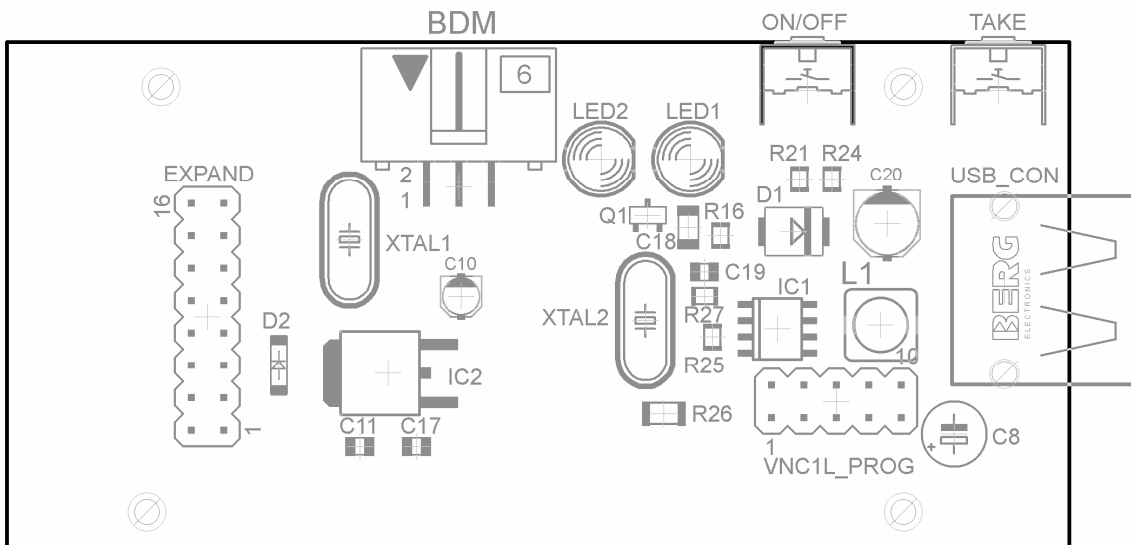 BDM
ON/OFF
TAKE
6
LED2
LED1
EXPAND
16
2
1
R21
R24
C20
USB_CON
D1
Q1
R16
C18
XTAL1
C10
C19
IC1
L1
BERG
ELECTRONICS
D2
XTAL2
R27
R25
10
IC2
R26
C11
C17
1
1
VNC1L_PROG
+
C8